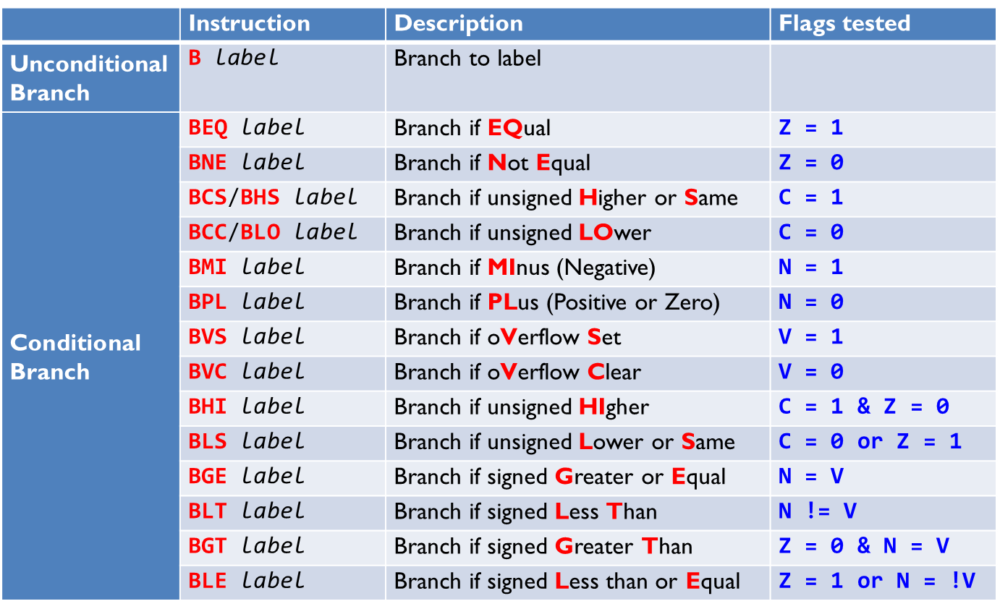 Instruction Description Flags tested
Unconditional Branch B label Branch to label
Conditional Branch
BEQ label Branch if EQual Z = 1
BNE label Branch if Not Equal Z = 0
BCS/BHS label Branch if unsigned Higher or Same C = 1
BCC/BLO label Branch if unsigned LOwer C = 0
BMI label Branch if MInus (Negative) N = 1
BPL label Branch if PLus (Positive or Zero) N = 0
BVS label Branch if oVerflow Set V = 1
BVC label Branch if oVerflow Clear V = 0
BHI label Branch if unsigned HIgher C = 1 & Z = 0
BLS label Branch if unsigned Lower or Same C = 0 or Z = 1
BGE label Branch if signed Greater or Equal N = V
BLT label Branch if signed Less Than N != V
BGT label Branch if signed Greater Than Z = 0 & N = V
BLE label Branch if signed Less than or Equal Z = 1 or N = !V